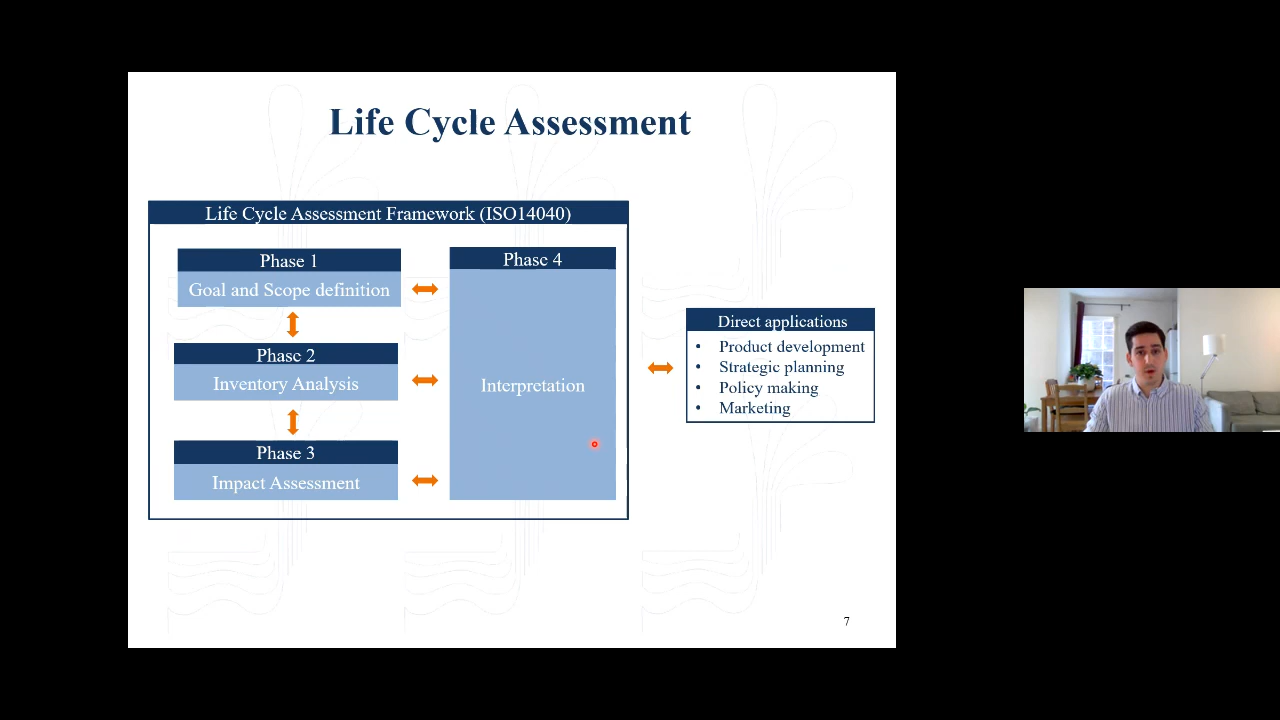 Life Cycle Assessment
Life Cycle Assessment Framework (ISO14040)
Phase 1
Goal and Scope definition
Phase 2
Inventory Analysis
Phase 3
Impact Assessment
Phase 4
Interpretation
Direct applications
• Product development
• Strategic planning
• Policy making
• Marketing
7